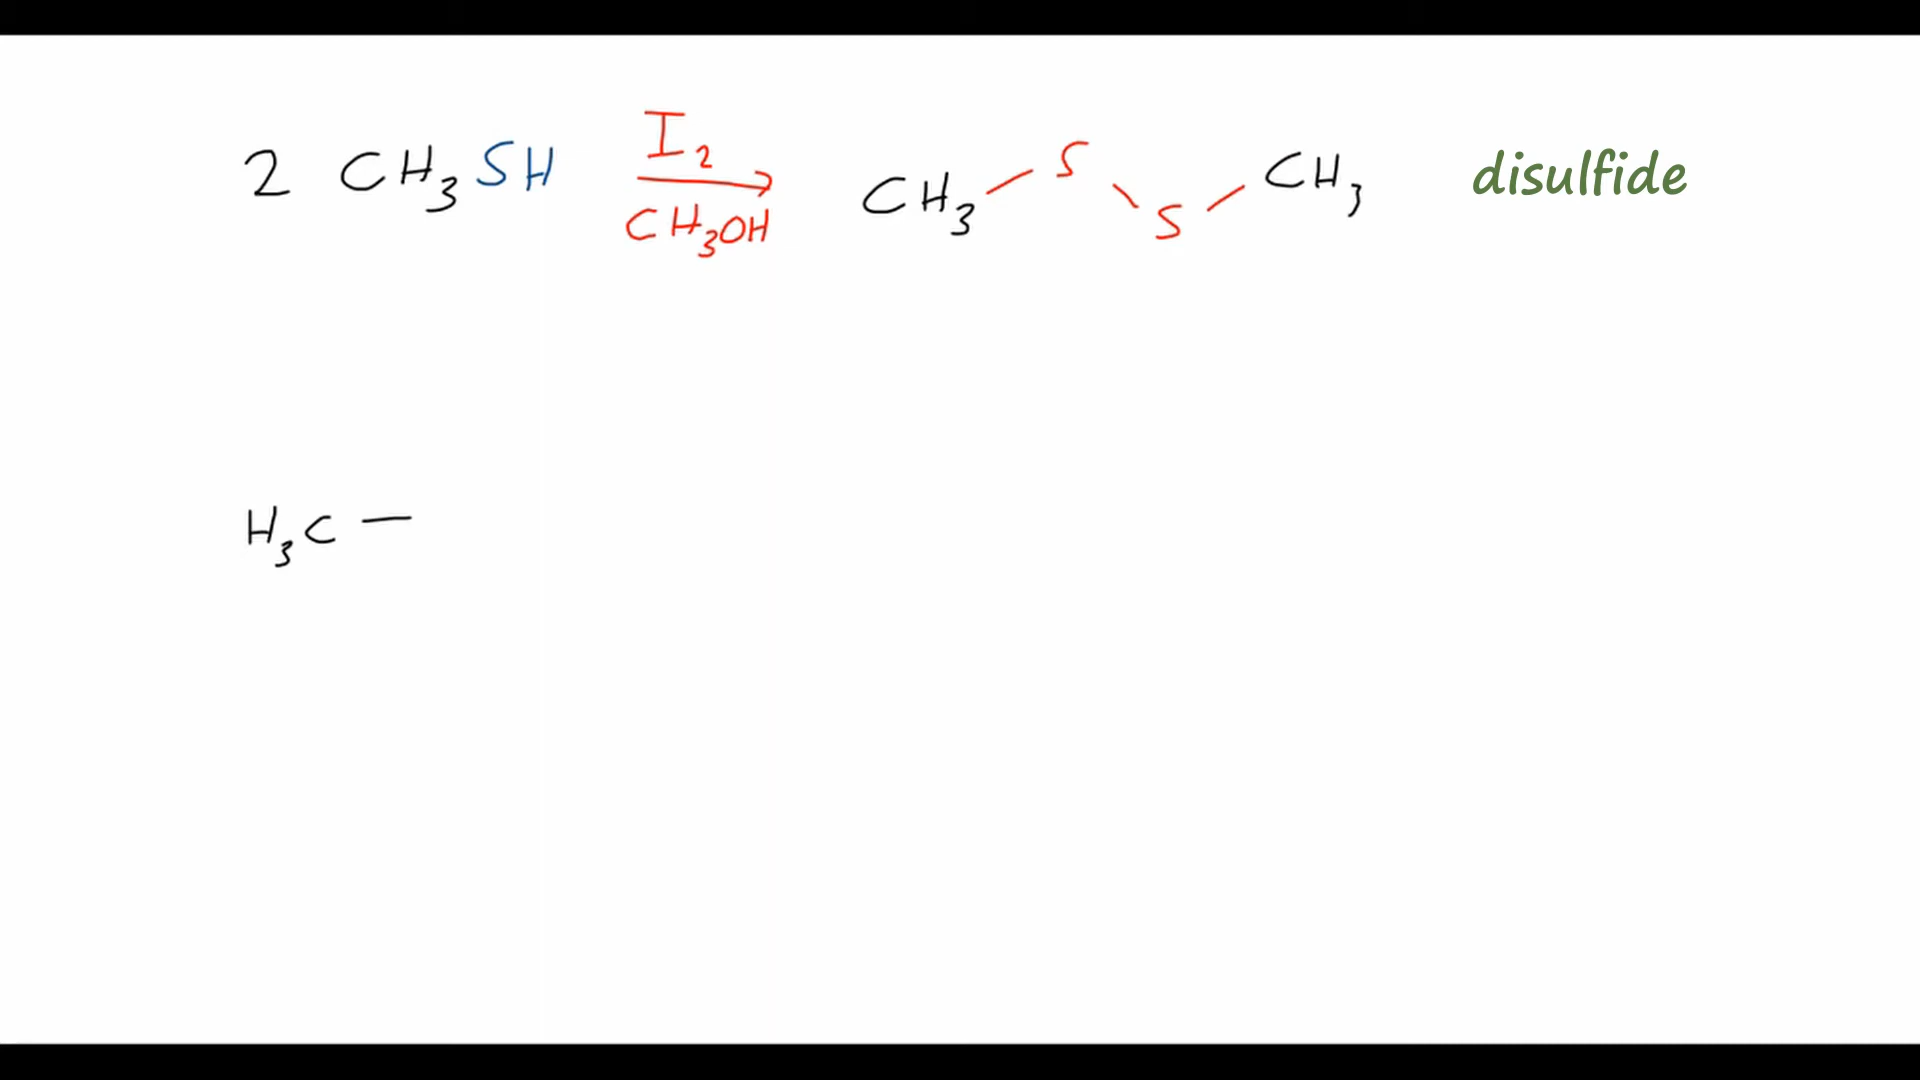 2 CH₃SH I₂ CH₃OH → CH₃–S–S–CH₃ disulfide
H₃C –